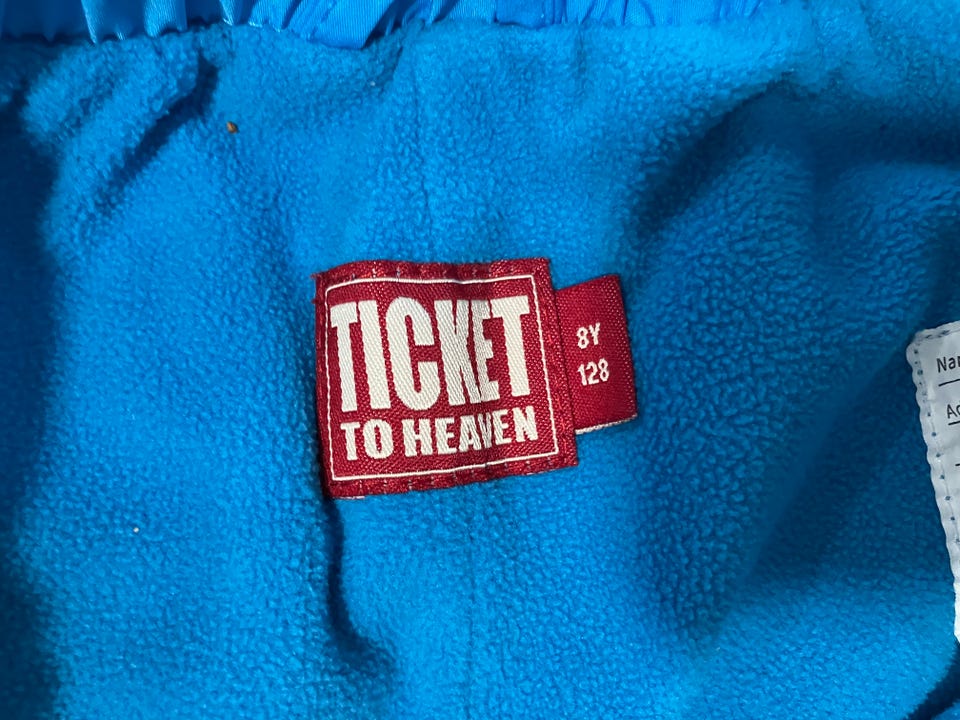 TICKET
TO HEAVEN
8Y
128